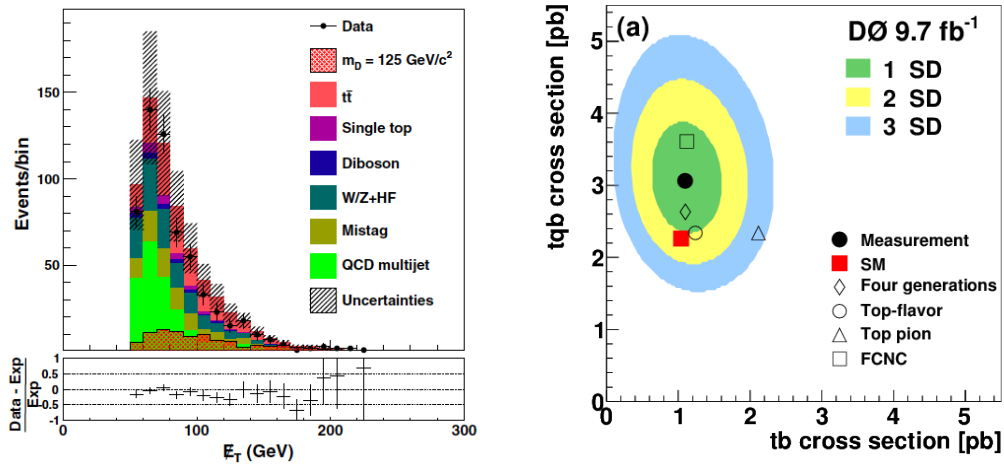 Events/bin
150
100
50
Data
m_D = 125 GeV/c²
tt̄
Single top
Diboson
W/Z+HF
Mistag
QCD multijet
Uncertainties
Data - Exp
Exp
1
0.5
0
-0.5
-1
0
100
200
300
E̸_T (GeV)
(a)
DØ 9.7 fb⁻¹
1 SD
2 SD
3 SD
tqb cross section [pb]
5
4
3
2
1
0
Measurement
SM
Four generations
Top-flavor
Top pion
FCNC
0
1
2
3
4
5
tb cross section [pb]